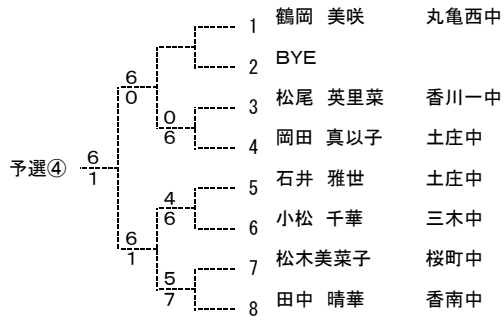 1 鶴岡 美咲 丸亀西中
2 BYE
6
0
3 松尾 英里菜 香川一中
0
6
4 岡田 真以子 土庄中
予選④ 6
1
5 石井 雅世 土庄中
4
6
6 小松 千華 三木中
6
1
7 松木美菜子 桜町中
5
7
8 田中 晴華 香南中